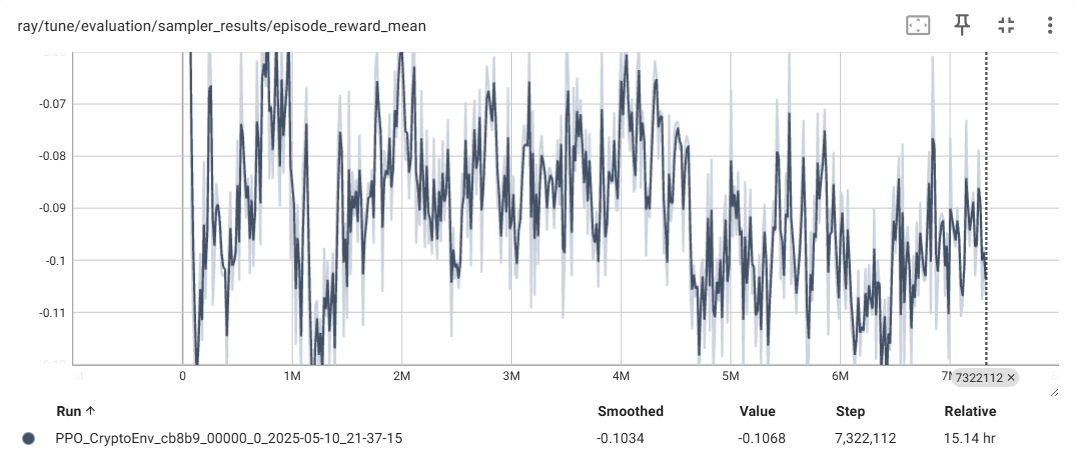 ray/tune/evaluation/sampler_results/episode_reward_mean
-0.07
-0.08
-0.09
-0.1
-0.11
0 1M 2M 3M 4M 5M 6M
7322112 ×
Run ↑ Smoothed Value Step Relative
PPO_CryptoEnv_cb8b9_00000_0_2025-05-10_21-37-15 -0.1034 -0.1068 7,322,112 15.14 hr